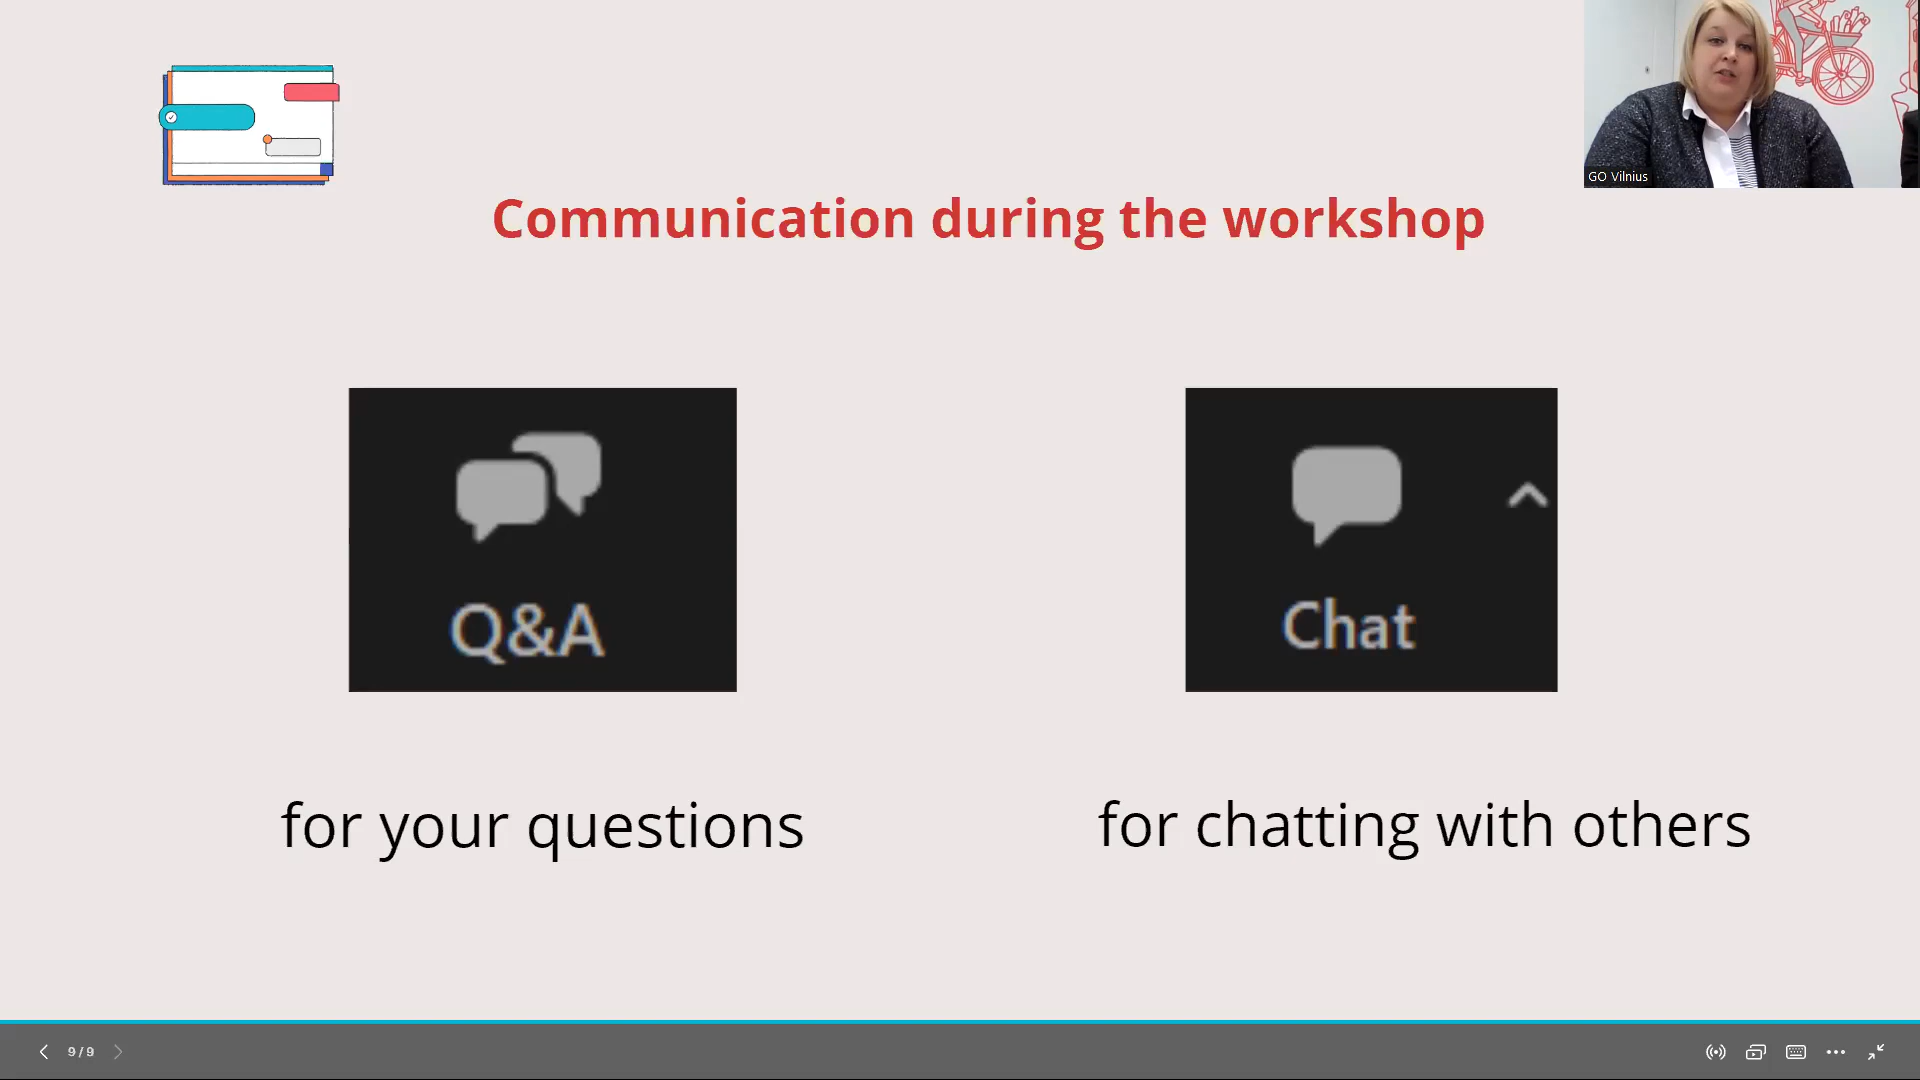 GO Vilnius
Communication during the workshop
Q&A
Chat
for your questions
for chatting with others
9/9